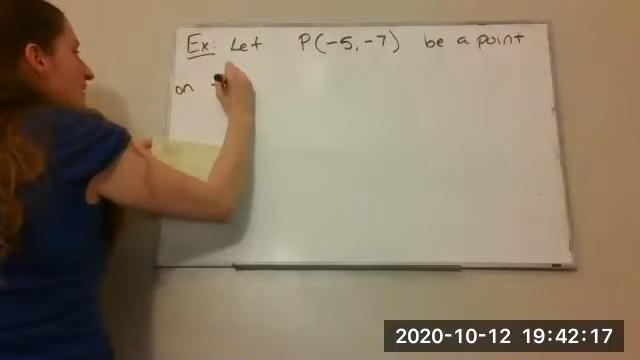 Ex: Let P(-5, -7) be a point
on
2020-10-12 19:42:17